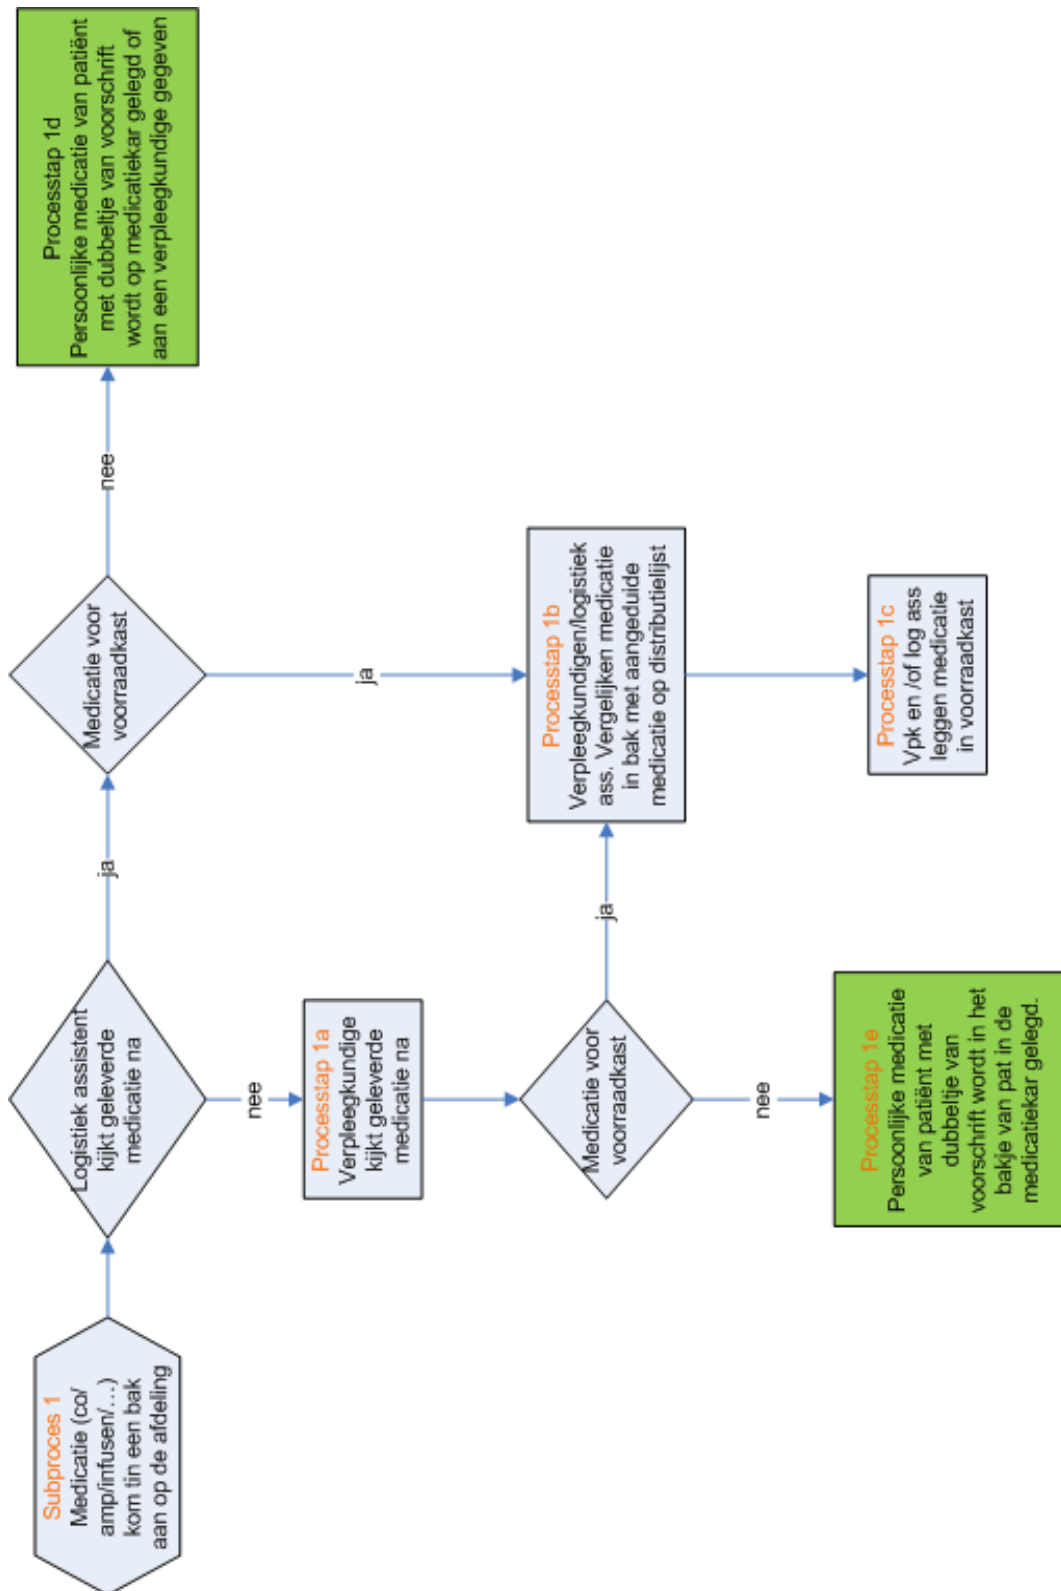 Subproces 1
Medicatie (co/
amp/infusen/…)
kom tin een bak
aan op de afdeling
Logistiek assistent
kijkt geleverde
medicatie na
ja
Medicatie voor
voorraadkast
nee
Processtap 1d
Persoonlijke medicatie van patiënt
met dubbeltje van voorschrift
wordt op medicatiekar gelegd of
aan een verpleegkundige gegeven
nee
Processtap 1a
Verpleegkundige
kijkt geleverde
medicatie na
ja
Medicatie voor
voorraadkast
ja
Processtap 1b
Verpleegkundigen/logistiek
ass. Vergelijken medicatie
in bak met aangeduide
medicatie op distributielijst
nee
Processtap 1e
Persoonlijke medicatie
van patiënt met
dubbeltje van
voorschrift wordt in het
bakje van pat in de
medicatiekar gelegd.
Processtap 1c
Vpk en /of log ass
leggen medicatie
in voorraadkast